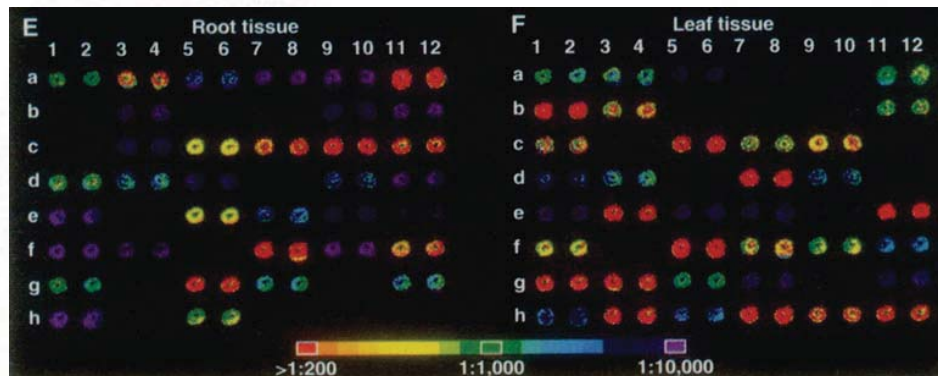 E Root tissue
1 2 3 4 5 6 7 8 9 10 11 12
a
b
c
d
e
f
g
h
F Leaf tissue
1 2 3 4 5 6 7 8 9 10 11 12
a
b
c
d
e
f
g
h
>1:200 1:1,000 1:10,000